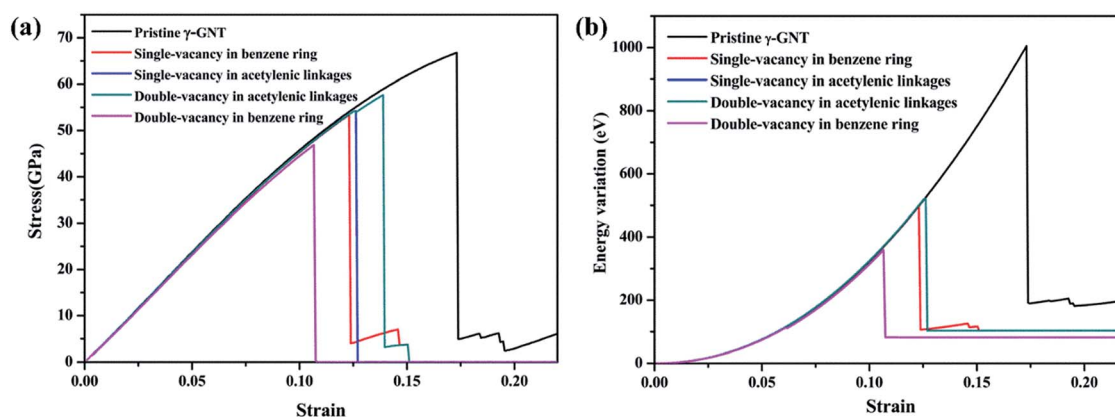 (a)
70
60
50
40
30
20
10
0
Stress(GPa)
Pristine γ-GNT
Single-vacancy in benzene ring
Single-vacancy in acetylenic linkages
Double-vacancy in acetylenic linkages
Double-vacancy in benzene ring
0.00 0.05 0.10 0.15 0.20
Strain
(b)
1000
800
600
400
200
0
Energy variation (eV)
Pristine γ-GNT
Single-vacancy in benzene ring
Single-vacancy in acetylenic linkages
Double-vacancy in acetylenic linkages
Double-vacancy in benzene ring
0.00 0.05 0.10 0.15 0.20
Strain